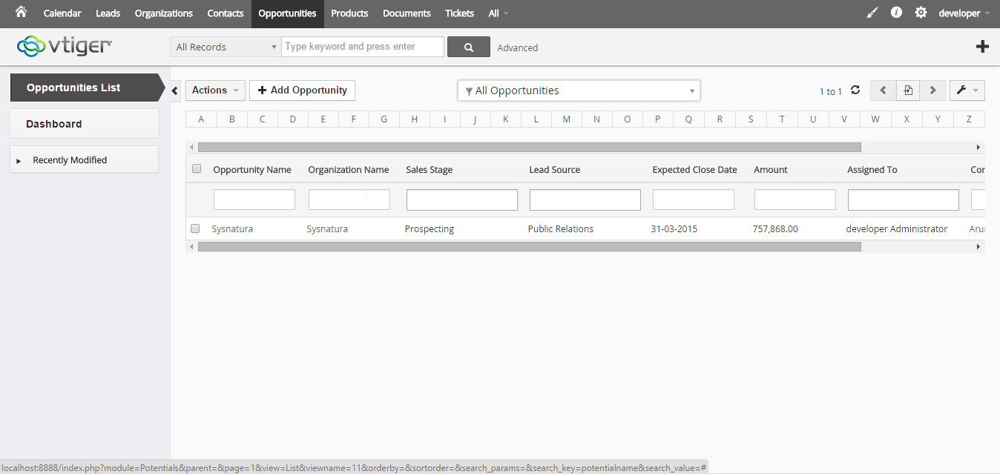 Calendar Leads Organizations Contacts Opportunities Products Documents Tickets All developer
vtiger All Records Type keyword and press enter Advanced
Opportunities List
Dashboard
Recently Modified
Actions Add Opportunity All Opportunities 1 to 1
A B C D E F G H I J K L M N O P Q R S T U V W X Y Z
Opportunity Name Organization Name Sales Stage Lead Source Expected Close Date Amount Assigned To Cor
Sysnatura Sysnatura Prospecting Public Relations 31-03-2015 757,868.00 developer Administrator Aru
localhost:8888/index.php?module=Potentials&parent=&page=1&view=List&viewname=11&orderby=&sortorder=&search_params=&search_key=potentialname&search_value=#